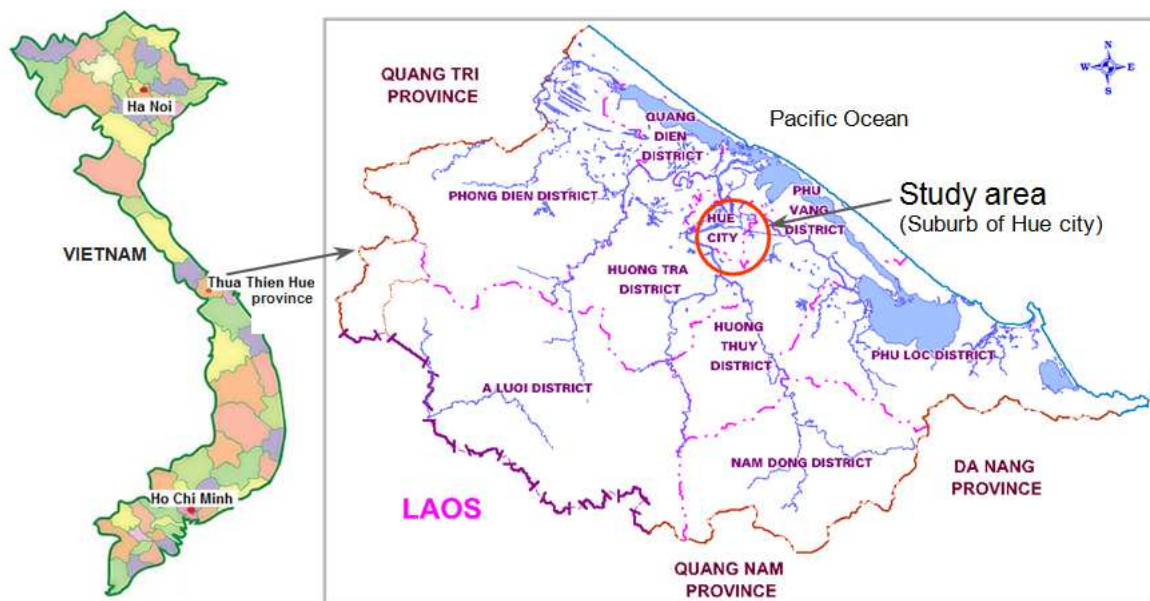 Ha Noi
VIETNAM
Thua Thien Hue
province
Ho Chi Minh
QUANG TRI
PROVINCE
N
W
E
S
Pacific Ocean
QUANG
DIEN
DISTRICT
PHONG DIEN DISTRICT
PHU
VANG
DISTRICT
Study area
(Suburb of Hue city)
HUE
CITY
HUONG TRA
DISTRICT
HUONG
THUY
DISTRICT
PHU LOC DISTRICT
A LUOI DISTRICT
NAM DONG DISTRICT
DA NANG
PROVINCE
LAOS
QUANG NAM
PROVINCE